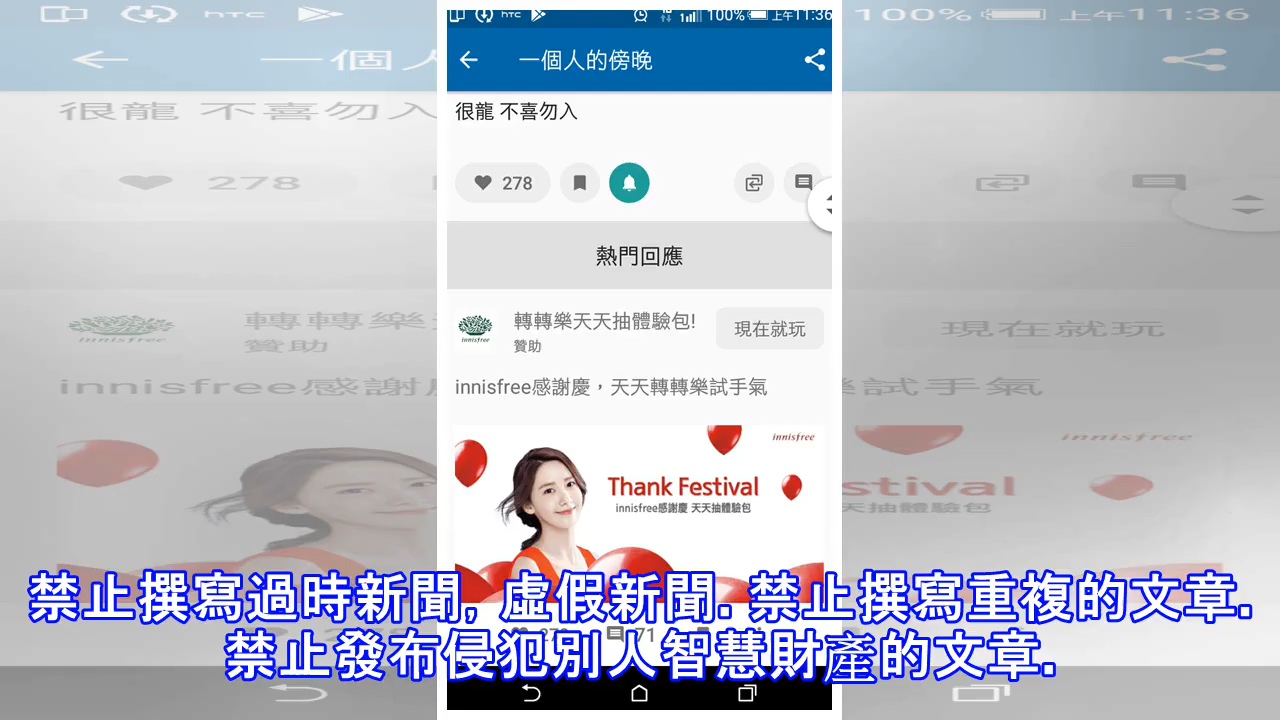 htc 100% 上午11:36
一個人的傍晚
很龍 不喜勿入
278
熱門回應
innisfree
轉轉樂天天抽體驗包!
贊助
現在就玩
innisfree感謝慶，天天轉轉樂試手氣
innisfree
Thank Festival
innisfree感謝慶 天天抽體驗包
禁止撰寫過時新聞, 虛假新聞. 禁止撰寫重複的文章.
71
禁止發布侵犯別人智慧財產的文章.